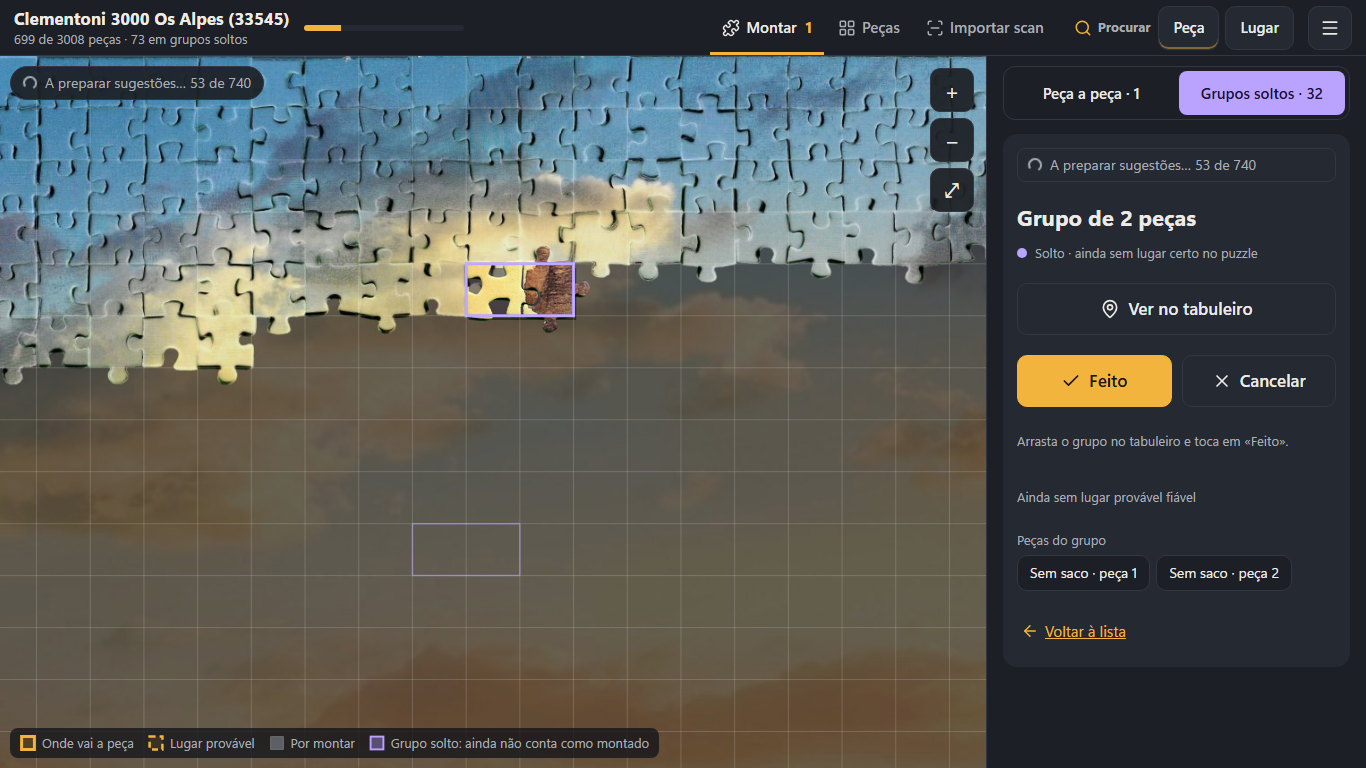 Clementoni 3000 Os Alpes (33545)
699 de 3008 peças · 73 em grupos soltos
Montar 1
Peças
Importar scan
Procurar
Peça
Lugar
A preparar sugestões... 53 de 740
Peça a peça · 1
Grupos soltos · 32
A preparar sugestões... 53 de 740
Grupo de 2 peças
Solto · ainda sem lugar certo no puzzle
Ver no tabuleiro
Feito
Cancelar
Arrasta o grupo no tabuleiro e toca em «Feito».
Ainda sem lugar provável fiável
Peças do grupo
Sem saco · peça 1
Sem saco · peça 2
Voltar à lista
Onde vai a peça
Lugar provável
Por montar
Grupo solto: ainda não conta como montado